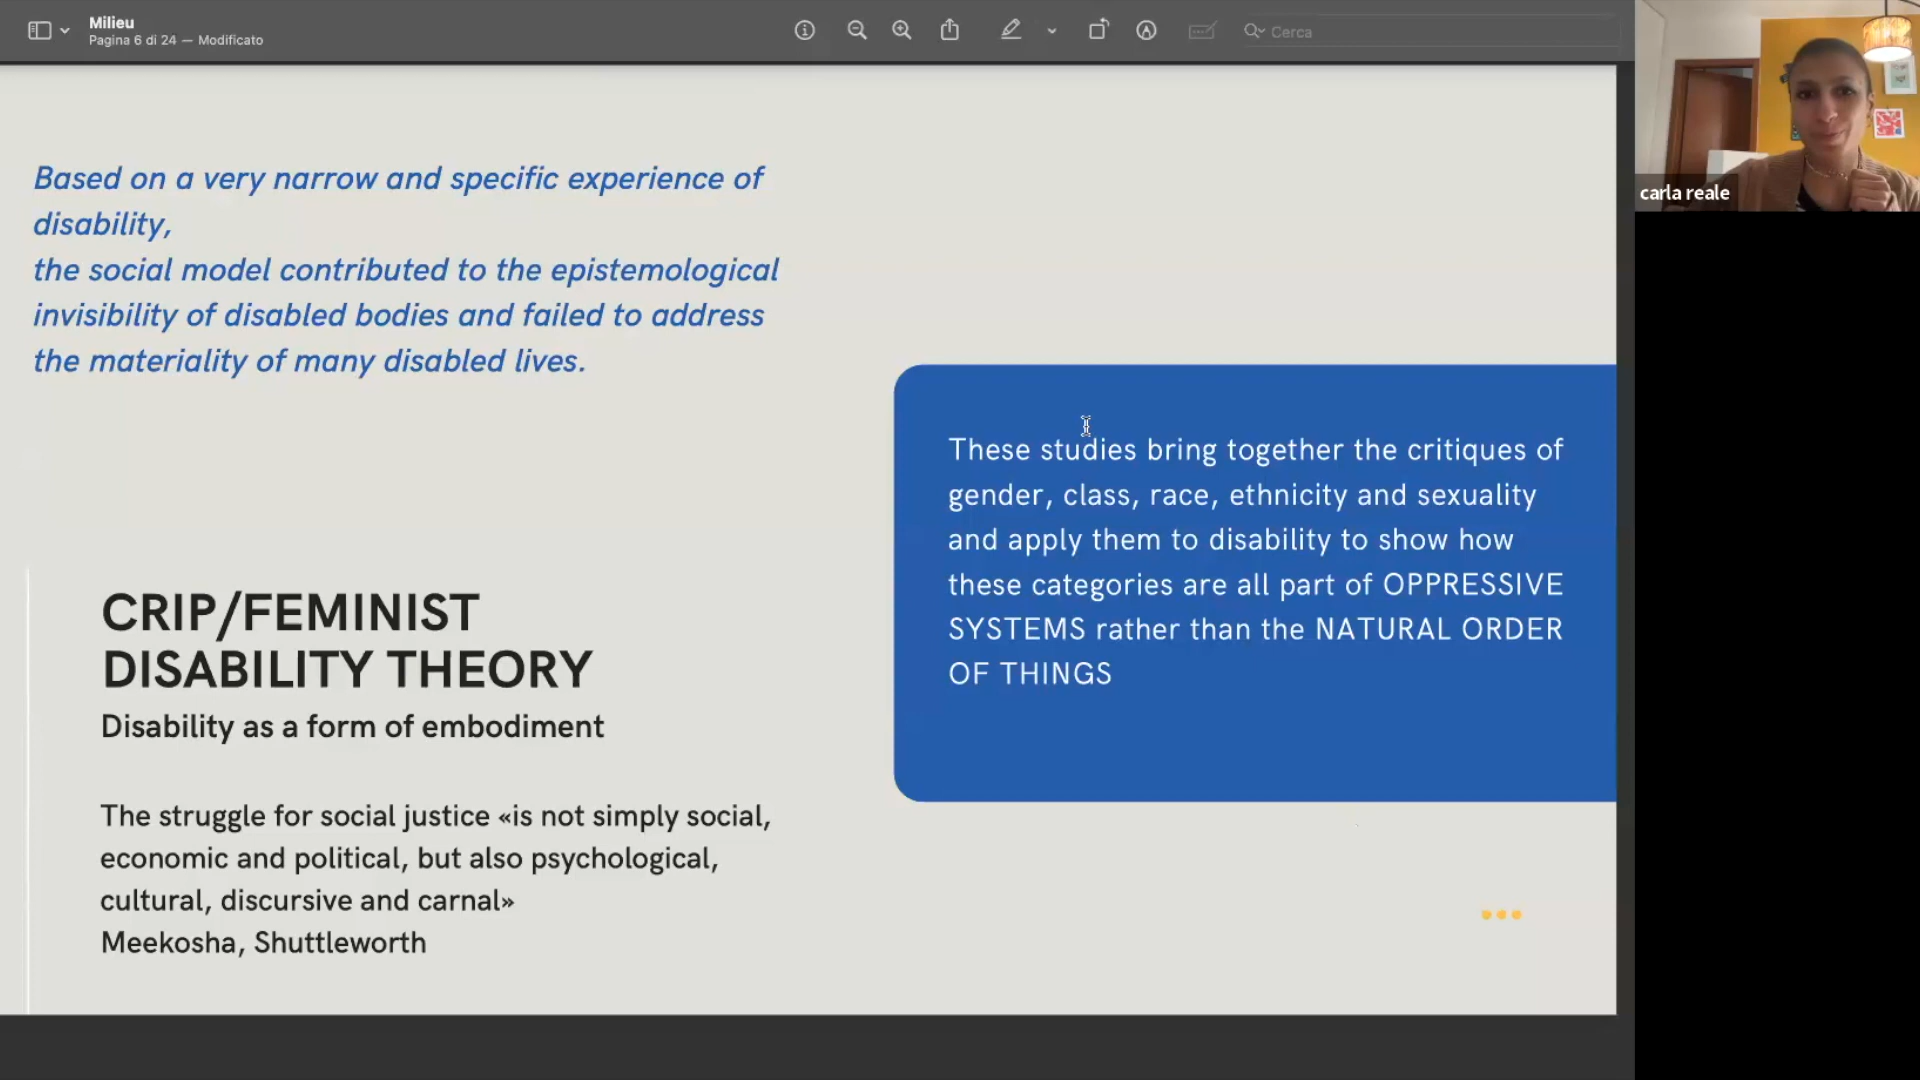 Milieu
Pagina 6 di 24 — Modificato
Cerca
carla reale
Based on a very narrow and specific experience of
disability,
the social model contributed to the epistemological
invisibility of disabled bodies and failed to address
the materiality of many disabled lives.
CRIP/FEMINIST
DISABILITY THEORY
Disability as a form of embodiment
The struggle for social justice «is not simply social,
economic and political, but also psychological,
cultural, discursive and carnal»
Meekosha, Shuttleworth
These studies bring together the critiques of
gender, class, race, ethnicity and sexuality
and apply them to disability to show how
these categories are all part of OPPRESSIVE
SYSTEMS rather than the NATURAL ORDER
OF THINGS